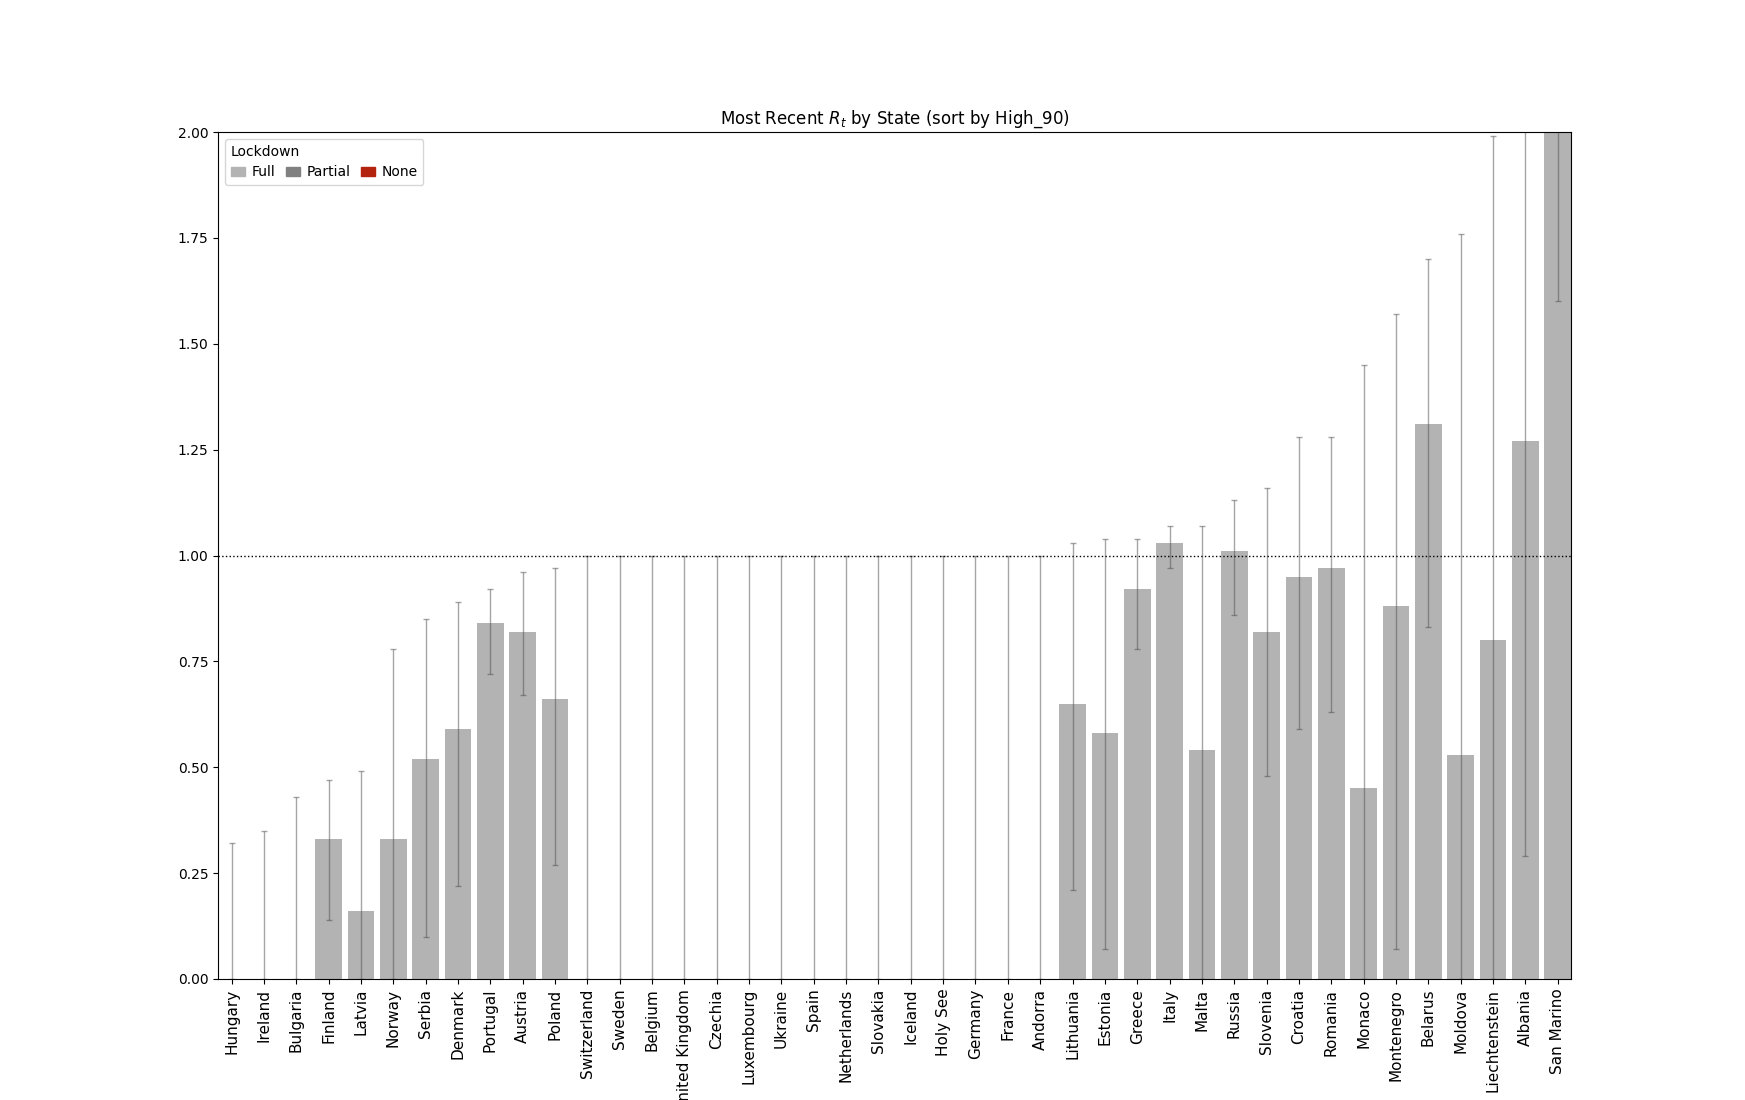 Most Recent Rt by State (sort by High_90)
Lockdown
Full Partial None
2.00
1.75
1.50
1.25
1.00
0.75
0.50
0.25
0.00
Hungary
Ireland
Bulgaria
Finland
Latvia
Norway
Serbia
Denmark
Portugal
Austria
Poland
Switzerland
Sweden
Belgium
nited Kingdom
Czechia
Luxembourg
Ukraine
Spain
Netherlands
Slovakia
Iceland
Holy See
Germany
France
Andorra
Lithuania
Estonia
Greece
Italy
Malta
Russia
Slovenia
Croatia
Romania
Monaco
Montenegro
Belarus
Moldova
Liechtenstein
Albania
San Marino